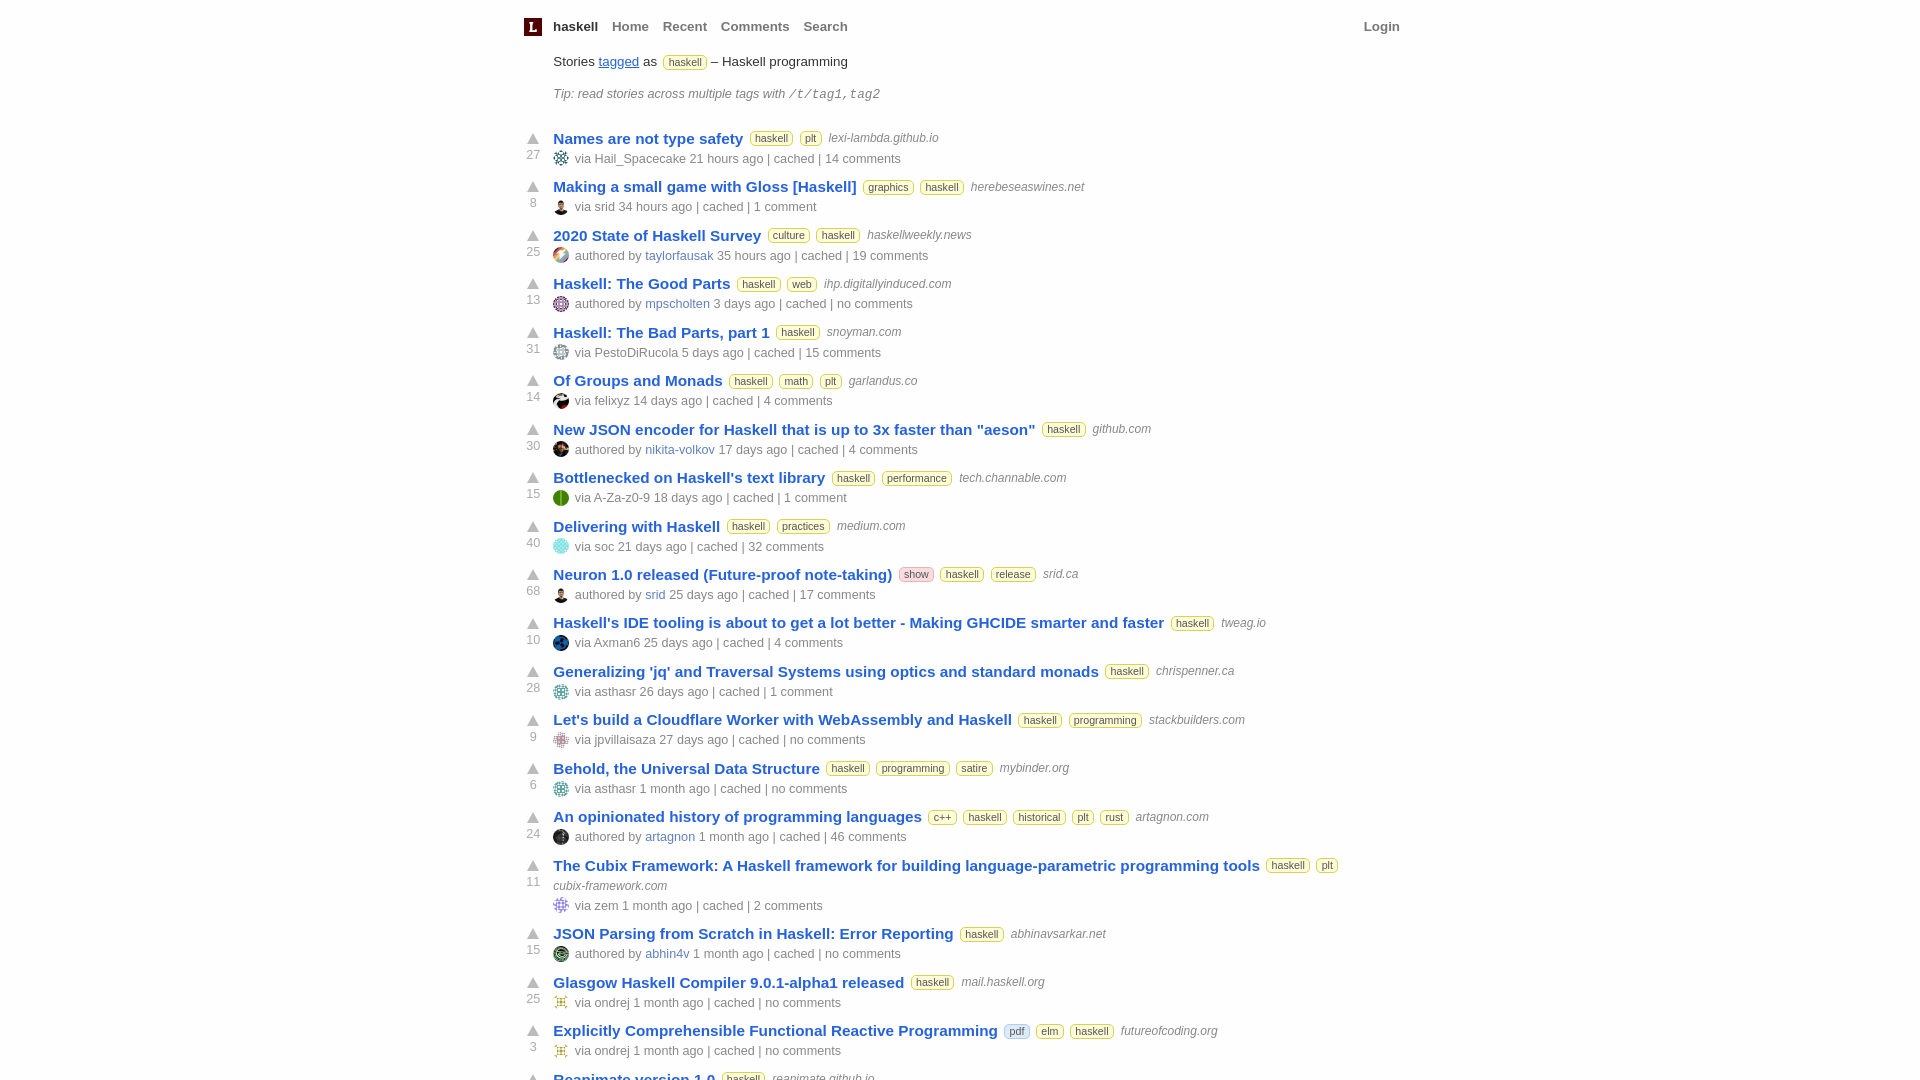 L haskell Home Recent Comments Search Login
Stories tagged as haskell – Haskell programming
Tip: read stories across multiple tags with /t/tag1,tag2
Names are not type safety haskell plt lexi-lambda.github.io
27
via Hail_Spacecake 21 hours ago | cached | 14 comments
Making a small game with Gloss [Haskell] graphics haskell herebeseaswines.net
8
via srid 34 hours ago | cached | 1 comment
2020 State of Haskell Survey culture haskell haskellweekly.news
25
authored by taylorfausak 35 hours ago | cached | 19 comments
Haskell: The Good Parts haskell web ihp.digitallyinduced.com
13
authored by mpscholten 3 days ago | cached | no comments
Haskell: The Bad Parts, part 1 haskell snoyman.com
31
via PestoDiRucola 5 days ago | cached | 15 comments
Of Groups and Monads haskell math plt garlandus.co
14
via felixyz 14 days ago | cached | 4 comments
New JSON encoder for Haskell that is up to 3x faster than "aeson" haskell github.com
30
authored by nikita-volkov 17 days ago | cached | 4 comments
Bottlenecked on Haskell's text library haskell performance tech.channable.com
15
via A-Za-z0-9 18 days ago | cached | 1 comment
Delivering with Haskell haskell practices medium.com
40
via soc 21 days ago | cached | 32 comments
Neuron 1.0 released (Future-proof note-taking) show haskell release srid.ca
68
authored by srid 25 days ago | cached | 17 comments
Haskell's IDE tooling is about to get a lot better - Making GHCIDE smarter and faster haskell tweag.io
10
via Axman6 25 days ago | cached | 4 comments
Generalizing 'jq' and Traversal Systems using optics and standard monads haskell chrispenner.ca
28
via asthasr 26 days ago | cached | 1 comment
Let's build a Cloudflare Worker with WebAssembly and Haskell haskell programming stackbuilders.com
9
via jpvillaisaza 27 days ago | cached | no comments
Behold, the Universal Data Structure haskell programming satire mybinder.org
6
via asthasr 1 month ago | cached | no comments
An opinionated history of programming languages c++ haskell historical plt rust artagnon.com
24
authored by artagnon 1 month ago | cached | 46 comments
The Cubix Framework: A Haskell framework for building language-parametric programming tools haskell plt
11
cubix-framework.com
via zem 1 month ago | cached | 2 comments
JSON Parsing from Scratch in Haskell: Error Reporting haskell abhinavsarkar.net
15
authored by abhin4v 1 month ago | cached | no comments
Glasgow Haskell Compiler 9.0.1-alpha1 released haskell mail.haskell.org
25
via ondrej 1 month ago | cached | no comments
Explicitly Comprehensible Functional Reactive Programming pdf elm haskell futureofcoding.org
3
via ondrej 1 month ago | cached | no comments
Reanimate version 1.0 haskell reanimate.github.io